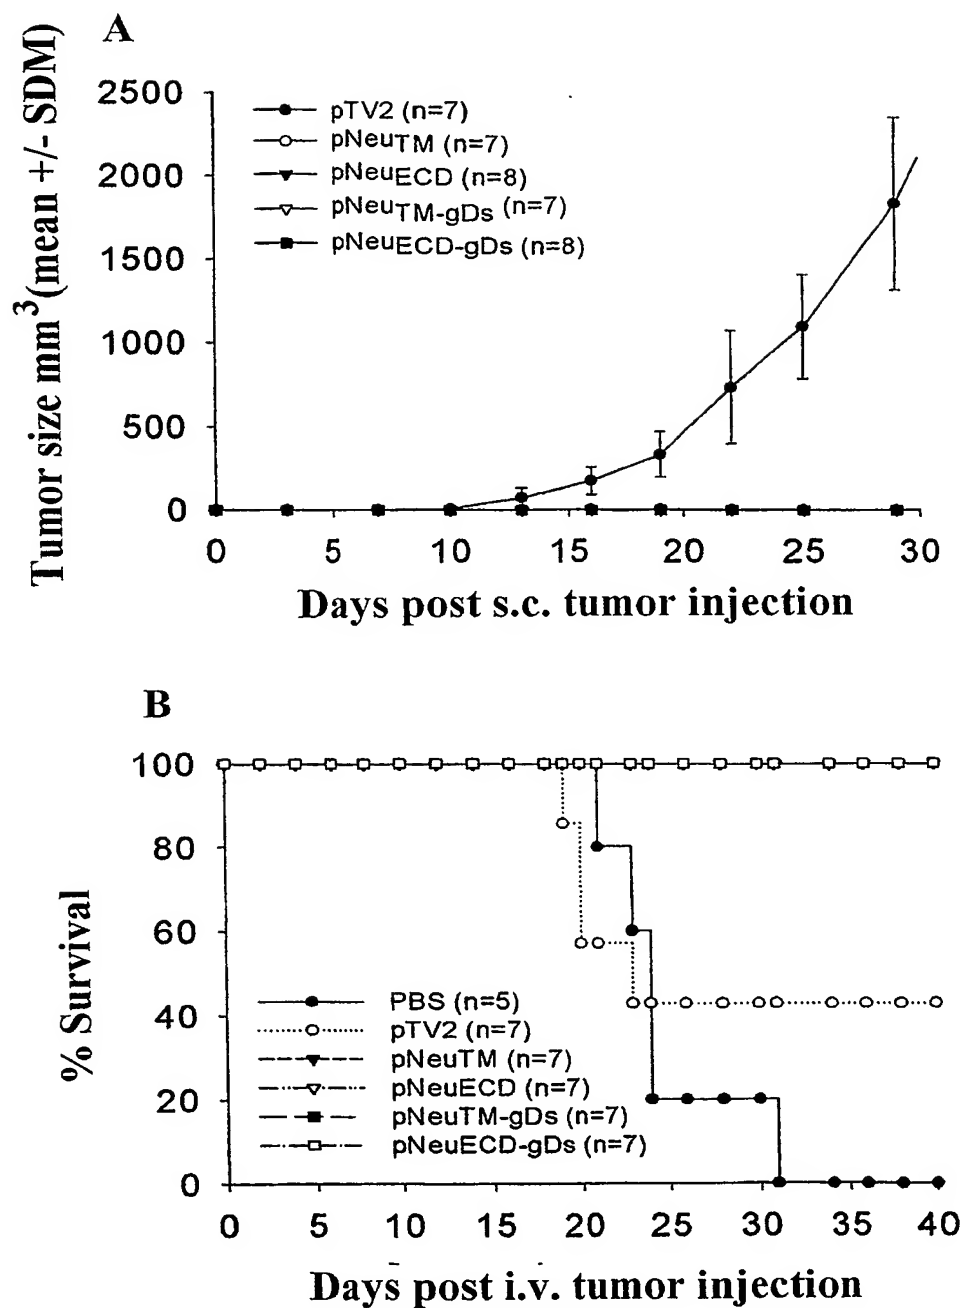 A
Tumor size mm3(mean +/- SDM)
2500
2000
1500
1000
500
0
pTV2 (n=7)
pNeuTM (n=7)
pNeuECD (n=8)
pNeuTM-gDs (n=7)
pNeuECD-gDs (n=8)
0 5 10 15 20 25 30
Days post s.c. tumor injection
B
% Survival
100
80
60
40
20
0
PBS (n=5)
pTV2 (n=7)
pNeuTM (n=7)
pNeuECD (n=7)
pNeuTM-gDs (n=7)
pNeuECD-gDs (n=7)
0 5 10 15 20 25 30 35 40
Days post i.v. tumor injection